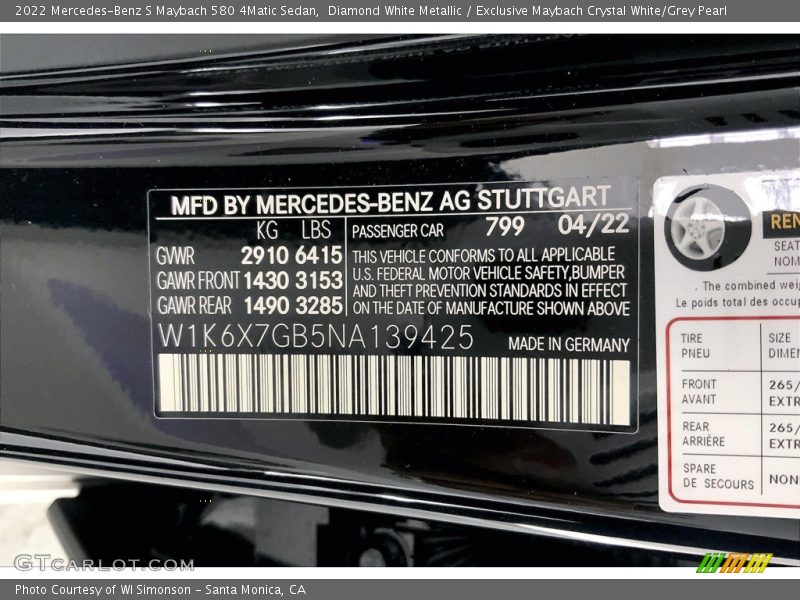 2022 Mercedes-Benz S Maybach 580 4Matic Sedan,  Diamond White Metallic / Exclusive Maybach Crystal White/Grey Pearl
MFD BY MERCEDES-BENZ AG STUTTGART
KG LBS
GWVR 2910 6415
GAWR FRONT 1430 3153
GAWR REAR 1490 3285
PASSENGER CAR 799 04/22
THIS VEHICLE CONFORMS TO ALL APPLICABLE
U.S. FEDERAL MOTOR VEHICLE SAFETY,BUMPER
AND THEFT PREVENTION STANDARDS IN EFFECT
ON THE DATE OF MANUFACTURE SHOWN ABOVE
W1K6X7GB5NA139425
MADE IN GERMANY
The combined
Le poids total des
TIRE SIZE
PNEU
FRONT 265/
AVANT EXTR
REAR 265/
ARRIÈRE EXTR
SPARE
DE SECOURS
GTcarlot.com
Photo Courtesy of WI Simonson - Santa Monica, CA